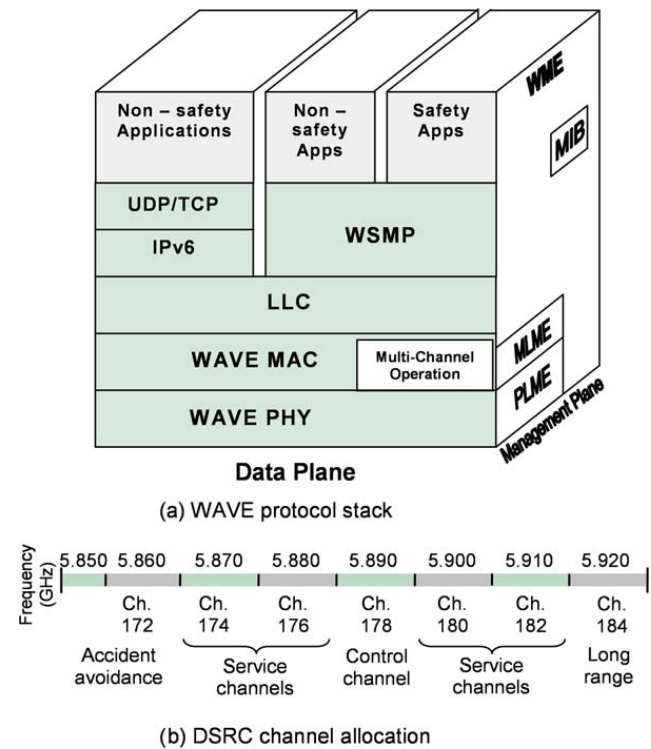 Non – safety
Applications
Non –
safety
Apps
Safety
Apps
WME
MIB
UDP/TCP
IPv6
WSMP
LLC
WAVE MAC
Multi-Channel
Operation
MLME
PLME
WAVE PHY
Management Plane
Data Plane
(a) WAVE protocol stack
Frequency
(GHz)
5.850 5.860 5.870 5.880 5.890 5.900 5.910 5.920
Ch. Ch. Ch. Ch. Ch. Ch. Ch.
172 174 176 178 180 182 184
Accident Service Control Service Long
avoidance channels channel channels range
(b) DSRC channel allocation